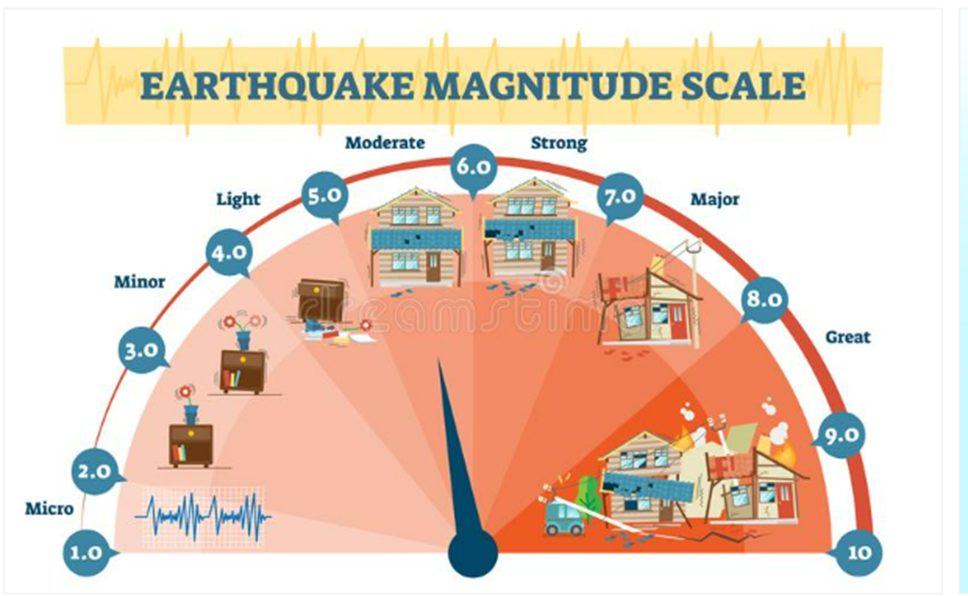 EARTHQUAKE MAGNITUDE SCALE
Moderate
Strong
6.0
5.0
7.0
Light
Major
4.0
8.0
Minor
dreamstime
3.0
Great
9.0
2.0
Micro
1.0
10